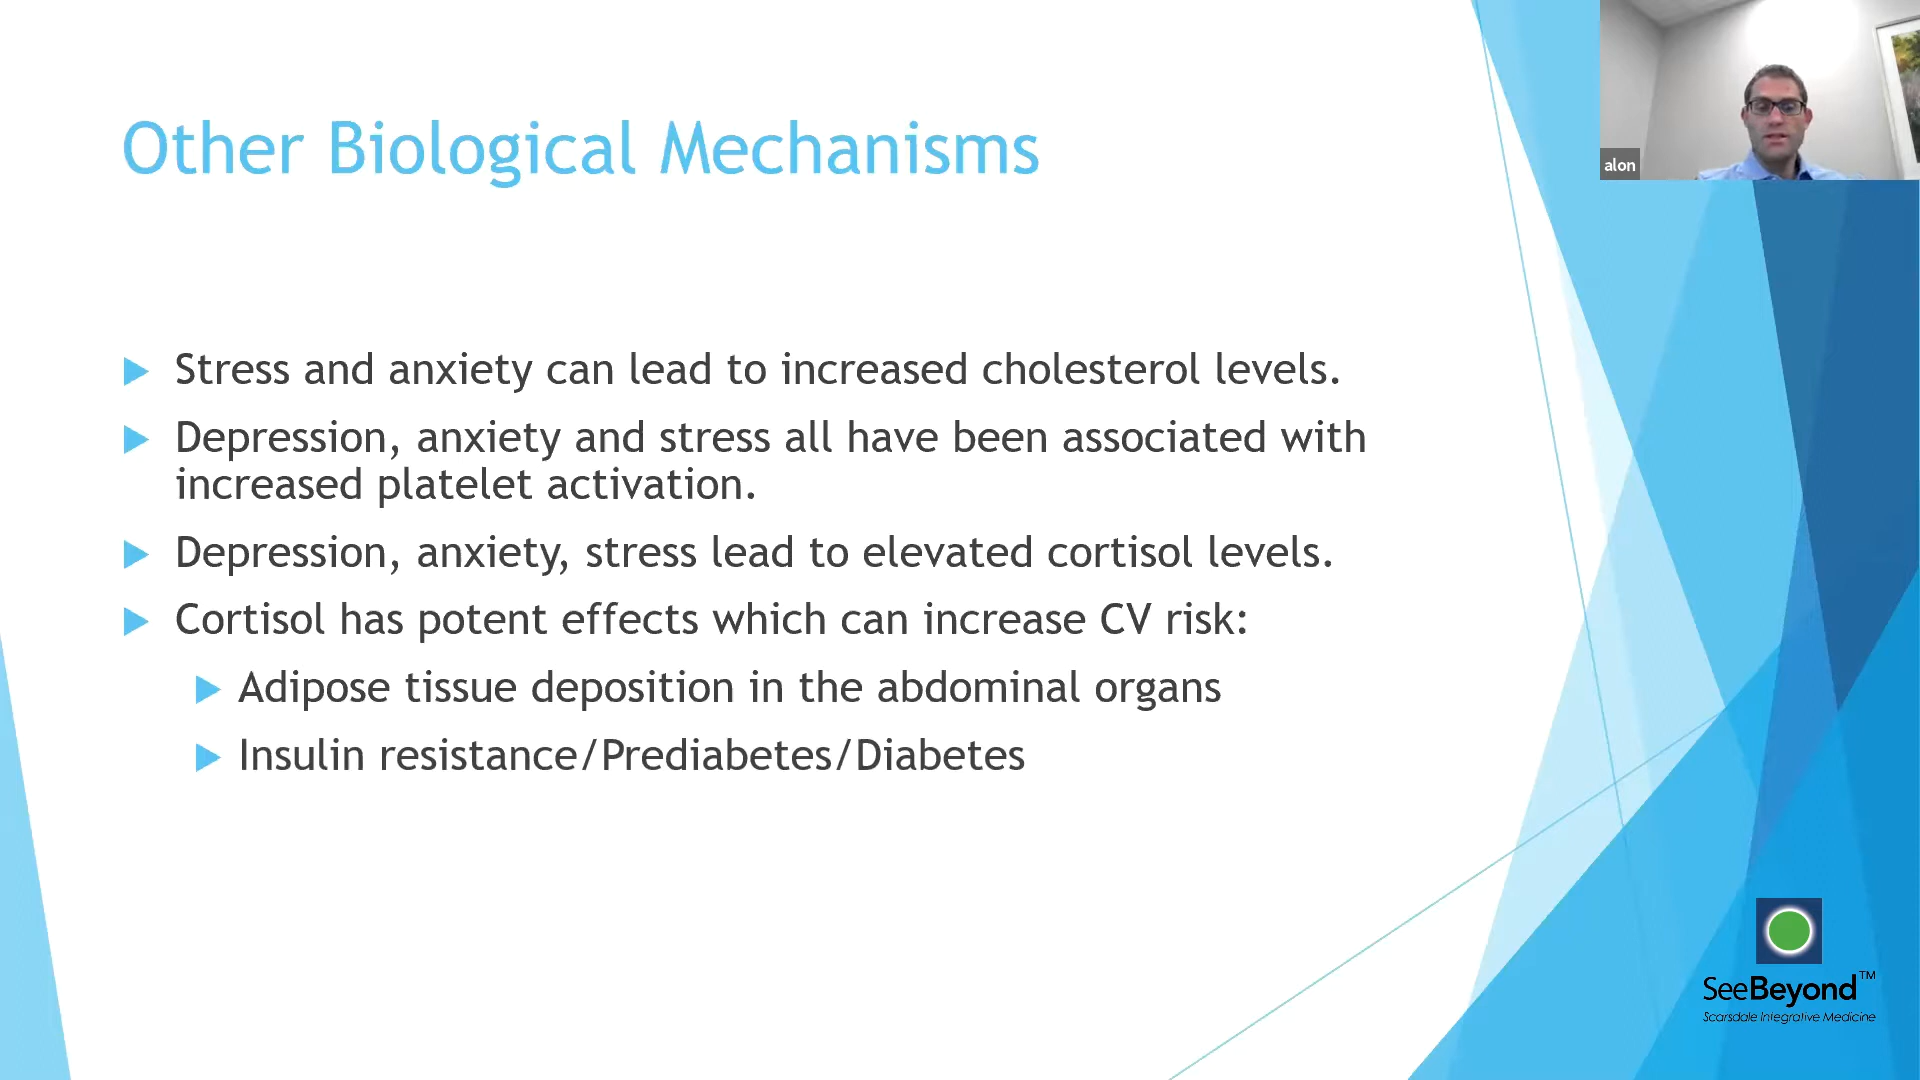 Other Biological Mechanisms
Stress and anxiety can lead to increased cholesterol levels.
Depression, anxiety and stress all have been associated with
increased platelet activation.
Depression, anxiety, stress lead to elevated cortisol levels.
Cortisol has potent effects which can increase CV risk:
Adipose tissue deposition in the abdominal organs
Insulin resistance/Prediabetes/Diabetes
alon
SeeBeyond™
Scarsdale Integrative Medicine